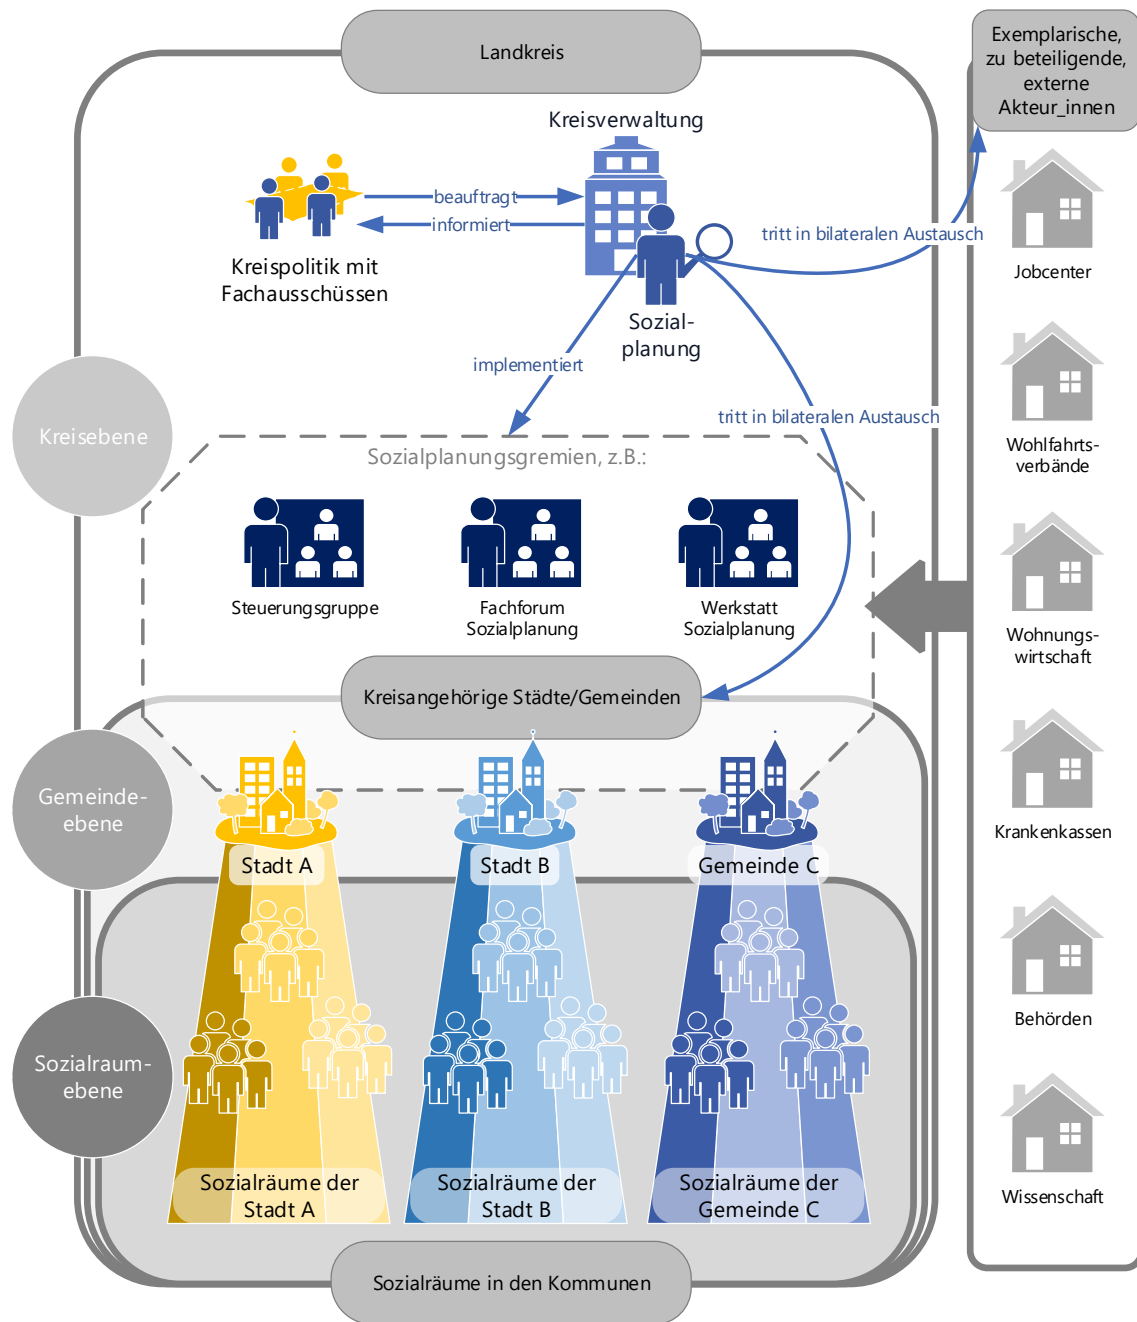 Landkreis
Exemplarische,
zu beteiligende,
externe
Akteur_innen
Kreisverwaltung
beauftragt
informiert
Kreispolitik mit
Fachausschüssen
Sozial-
planung
tritt in bilateralen Austausch
implementiert
tritt in bilateralen Austausch
Kreisebene
Sozialplanungsgremien, z.B.:
Steuerungsgruppe
Fachforum
Sozialplanung
Werkstatt
Sozialplanung
Kreisangehörige Städte/Gemeinden
Gemeinde-
ebene
Stadt A
Stadt B
Gemeinde C
Sozialraum-
ebene
Sozialräume der
Stadt A
Sozialräume der
Stadt B
Sozialräume der
Gemeinde C
Sozialräume in den Kommunen
Jobcenter
Wohlfahrts-
verbände
Wohnungs-
wirtschaft
Krankenkassen
Behörden
Wissenschaft